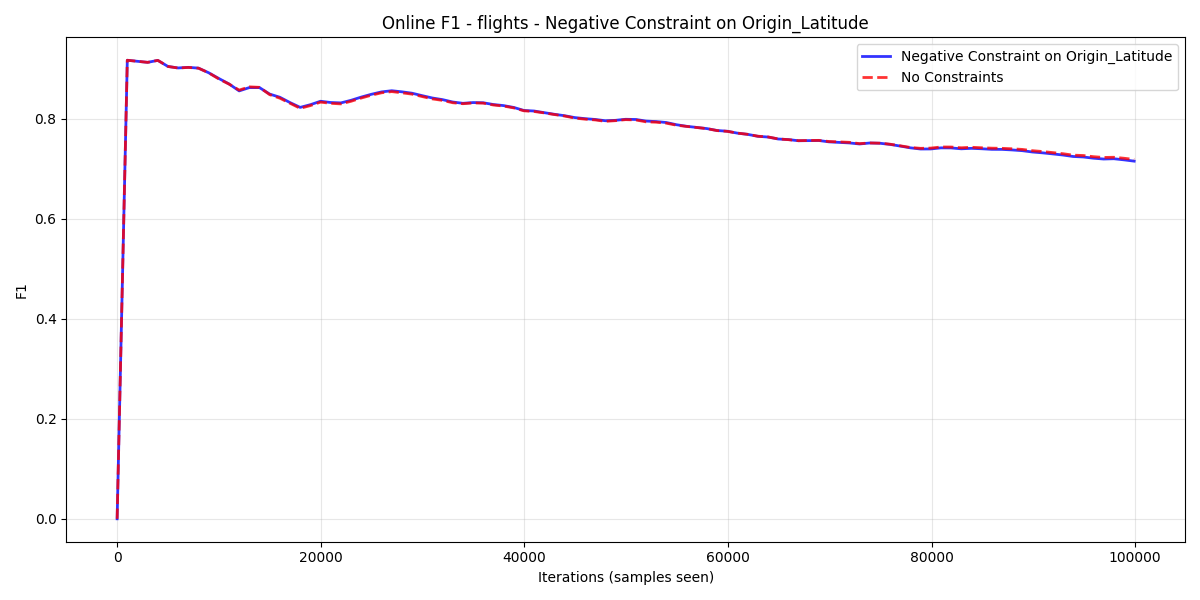 Online F1 - flights - Negative Constraint on Origin_Latitude
Negative Constraint on Origin_Latitude
No Constraints
F1
0.8
0.6
0.4
0.2
0.0
0
20000
40000
60000
80000
100000
Iterations (samples seen)